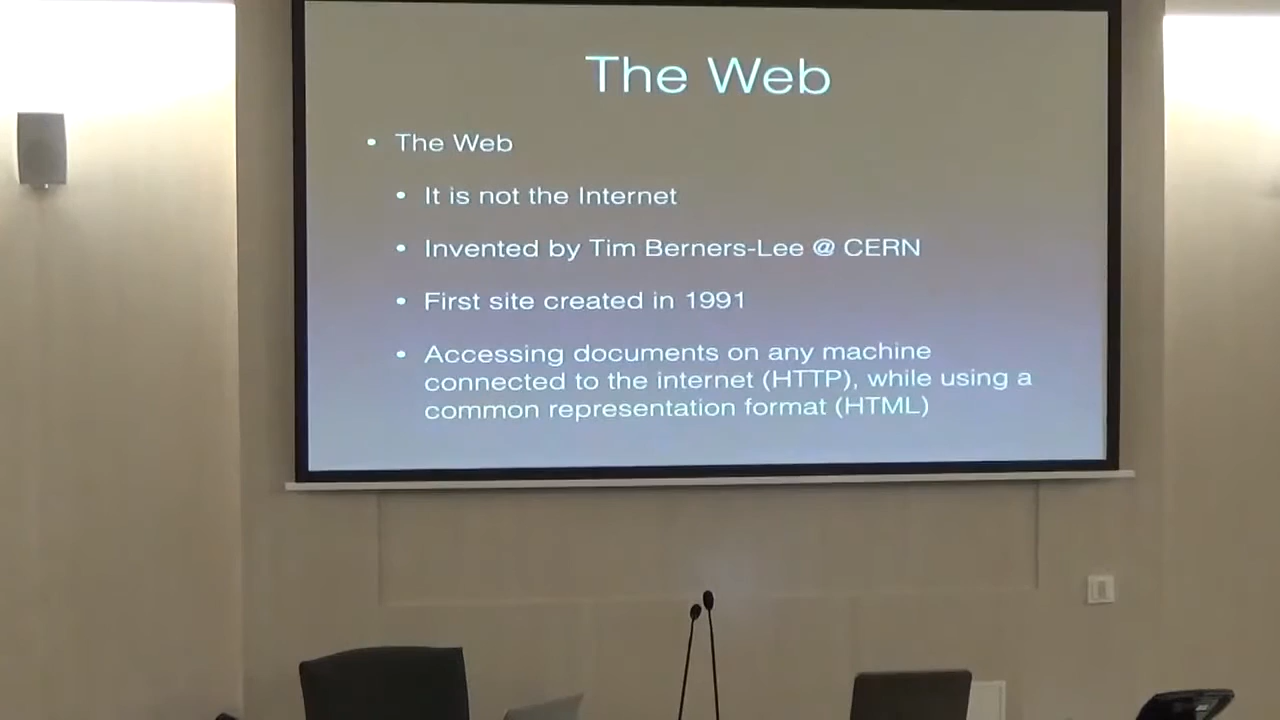 The Web
• The Web
• It is not the Internet
• Invented by Tim Berners-Lee @ CERN
• First site created in 1991
• Accessing documents on any machine
connected to the internet (HTTP), while using a
common representation format (HTML)